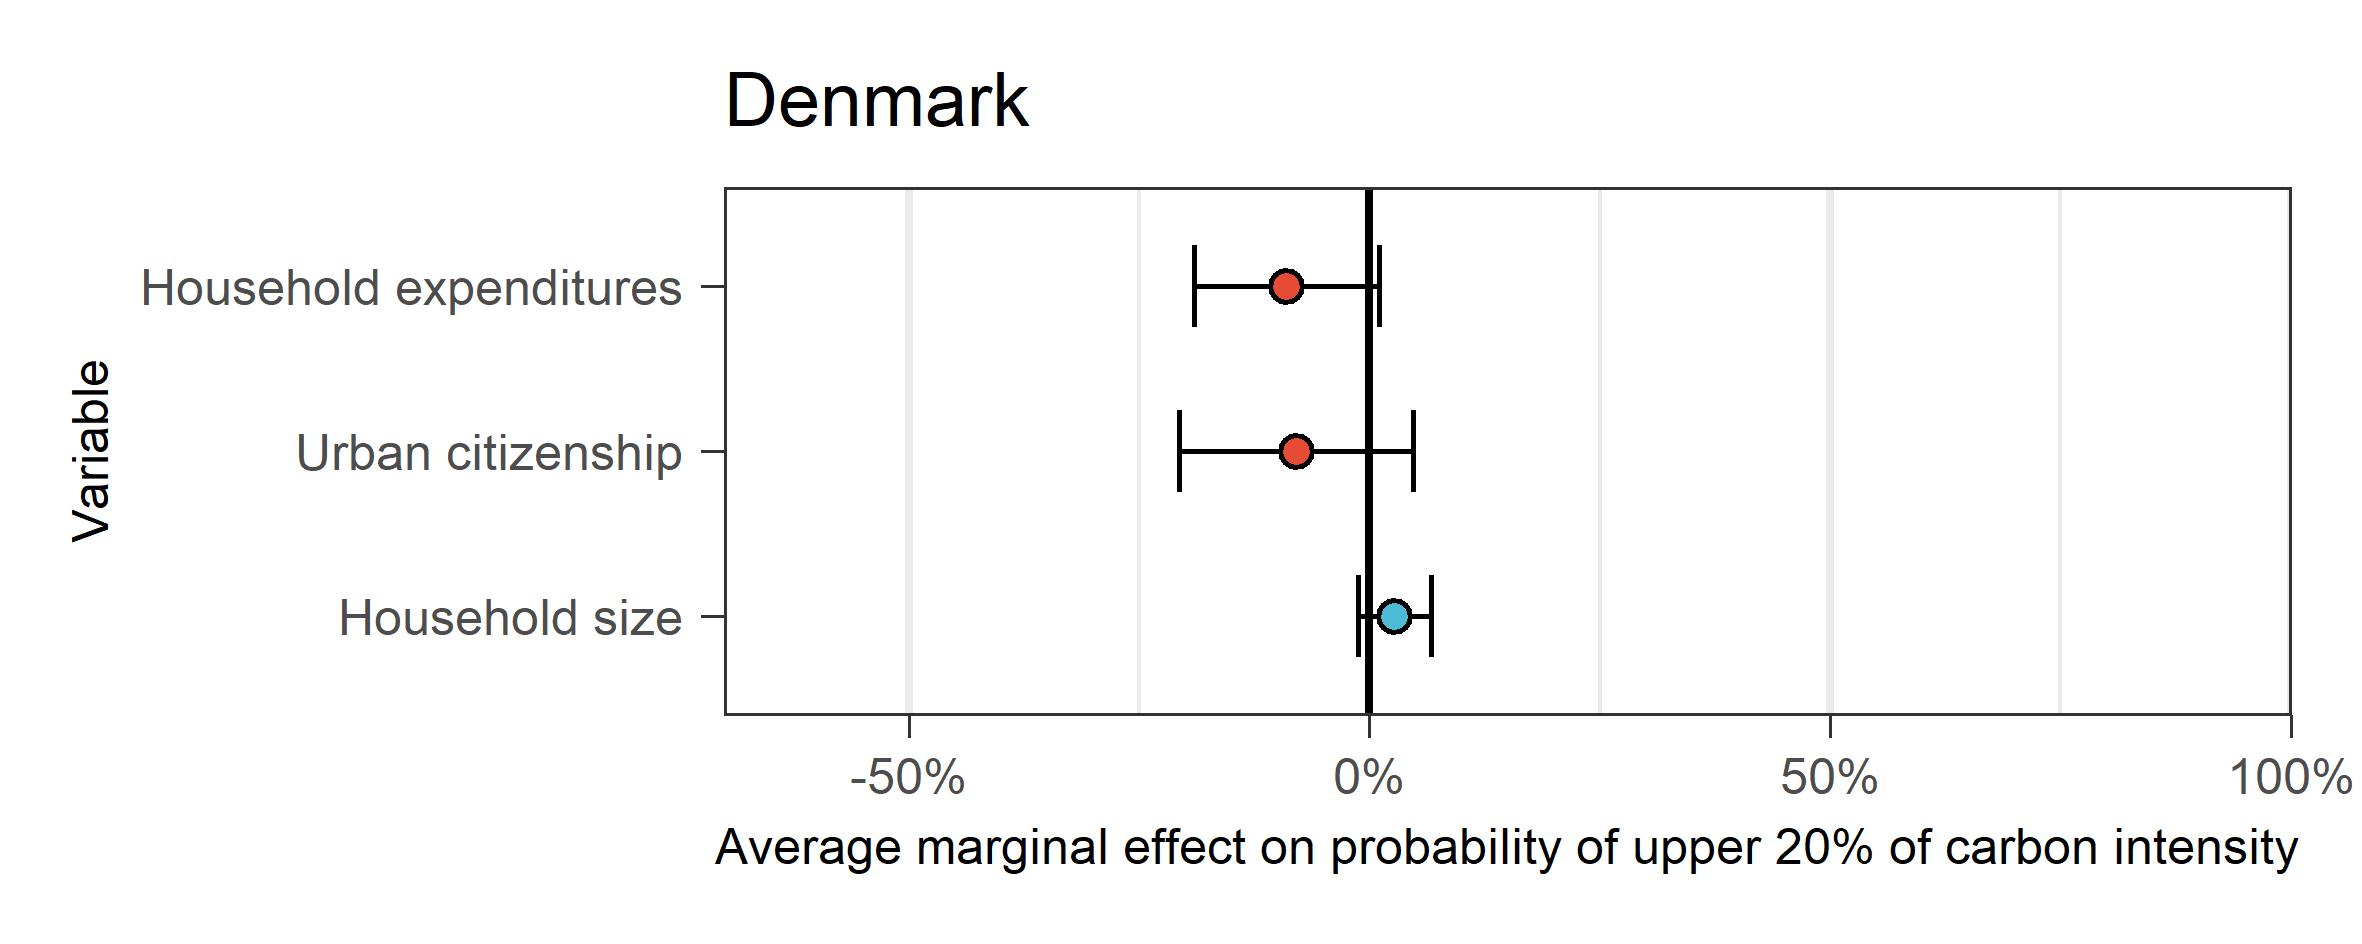 Denmark
Household expenditures
Urban citizenship
Household size
Variable
-50%
0%
50%
100%
Average marginal effect on probability of upper 20% of carbon intensity